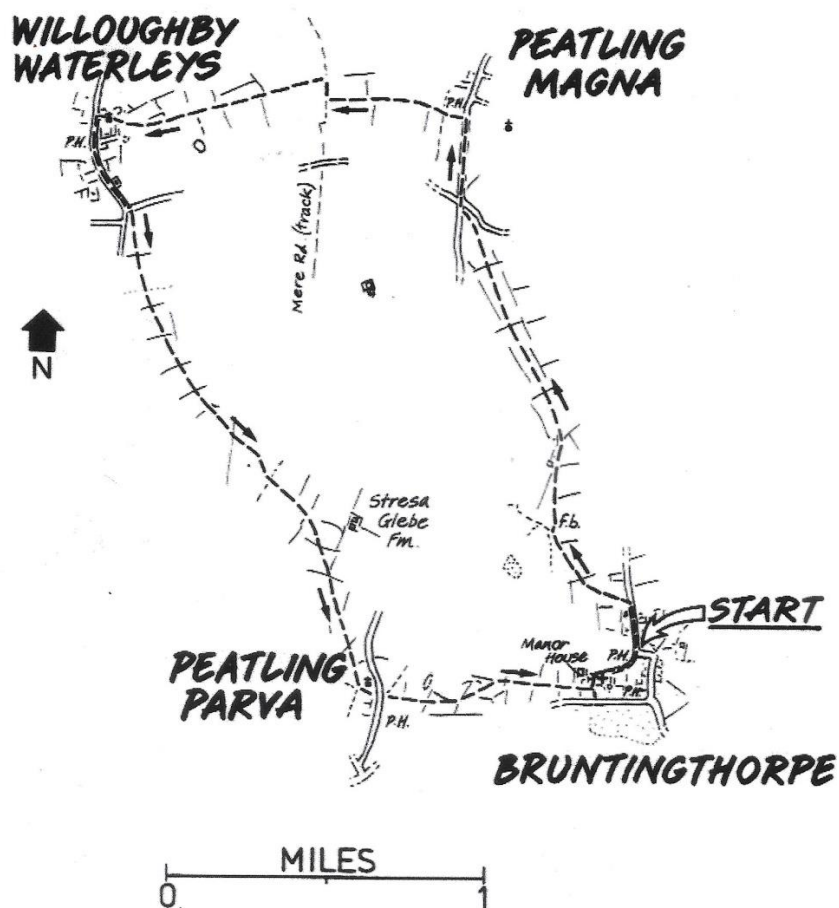 WILLOUGHBY
WATERLEYS
PEATLING
MAGNA
P.H.
P.H.
Mere Rd. (track)
N
Stresa
Glebe
Fm.
f.b.
START
Manor
House
P.H.
P.H.
PEATLING
PARVA
P.H.
BRUNTINGTHORPE
MILES
0
1